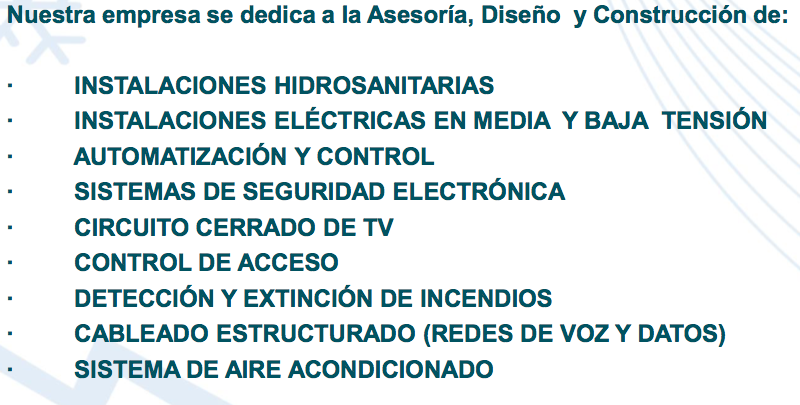 Nuestra empresa se dedica a la Asesoría, Diseño  y Construcción de:
· INSTALACIONES HIDROSANITARIAS
· INSTALACIONES ELÉCTRICAS EN MEDIA  Y BAJA  TENSIÓN
· AUTOMATIZACIÓN Y CONTROL
· SISTEMAS DE SEGURIDAD ELECTRÓNICA
· CIRCUITO CERRADO DE TV
· CONTROL DE ACCESO
· DETECCIÓN Y EXTINCIÓN DE INCENDIOS
· CABLEADO ESTRUCTURADO (REDES DE VOZ Y DATOS)
· SISTEMA DE AIRE ACONDICIONADO